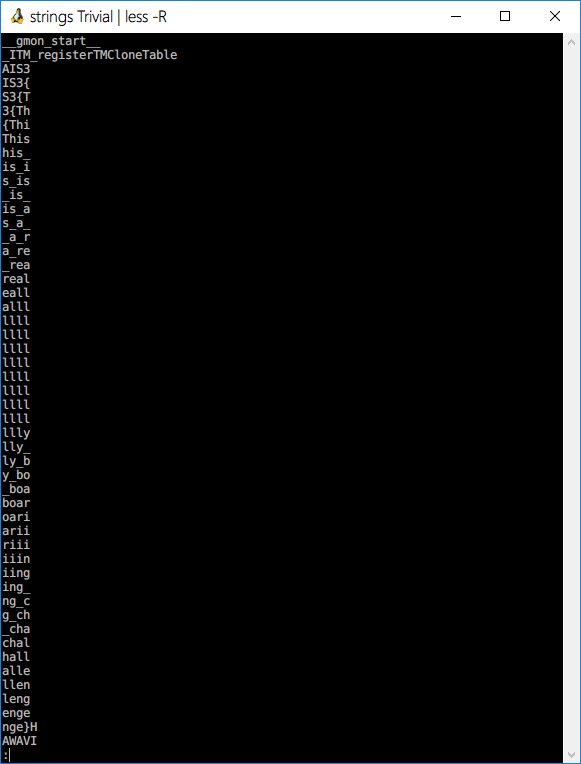 strings Trivial | less -R
__gmon_start__
_ITM_registerTMCloneTable
AIS3
IS3{
S3{T
3{Th
{Thi
This
his_
is_i
s_is
_is_
is_a
s_a_
_a_r
a_re
_rea
real
eall
alll
llll
llll
llll
llll
llll
llll
llll
llll
llly
lly_
ly_b
y_bo
_boa
boar
oari
arii
riii
iiin
iing
ing_
ng_c
g_ch
_cha
chal
hall
alle
llen
leng
enge
nge}H
AWAVI
: